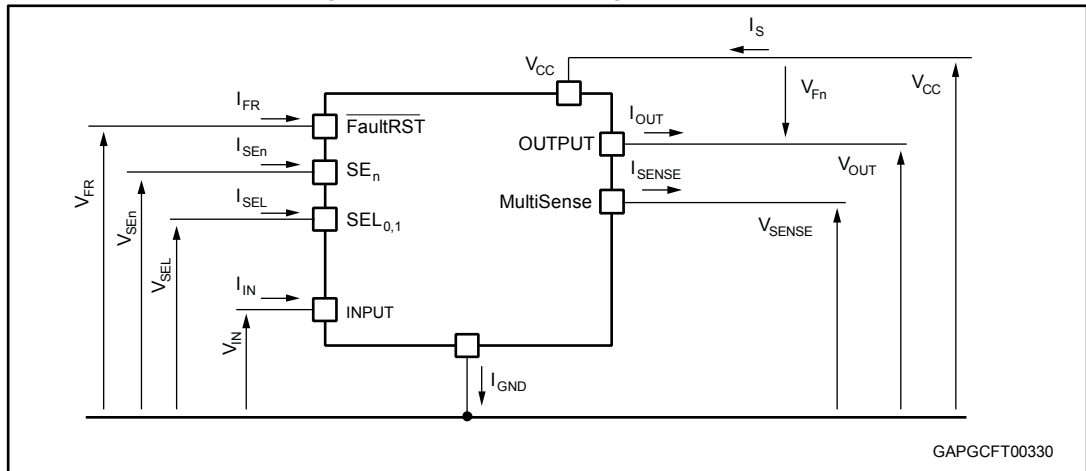 I_S
V_CC
V_Fn
V_CC
I_FR
FaultRST
I_OUT
OUTPUT
I_SEn
SE_n
V_OUT
I_SENSE
MultiSense
V_FR
I_SEL
SEL_0,1
V_SEn
V_SENSE
V_SEL
I_IN
INPUT
V_IN
I_GND
GAPGCFT00330